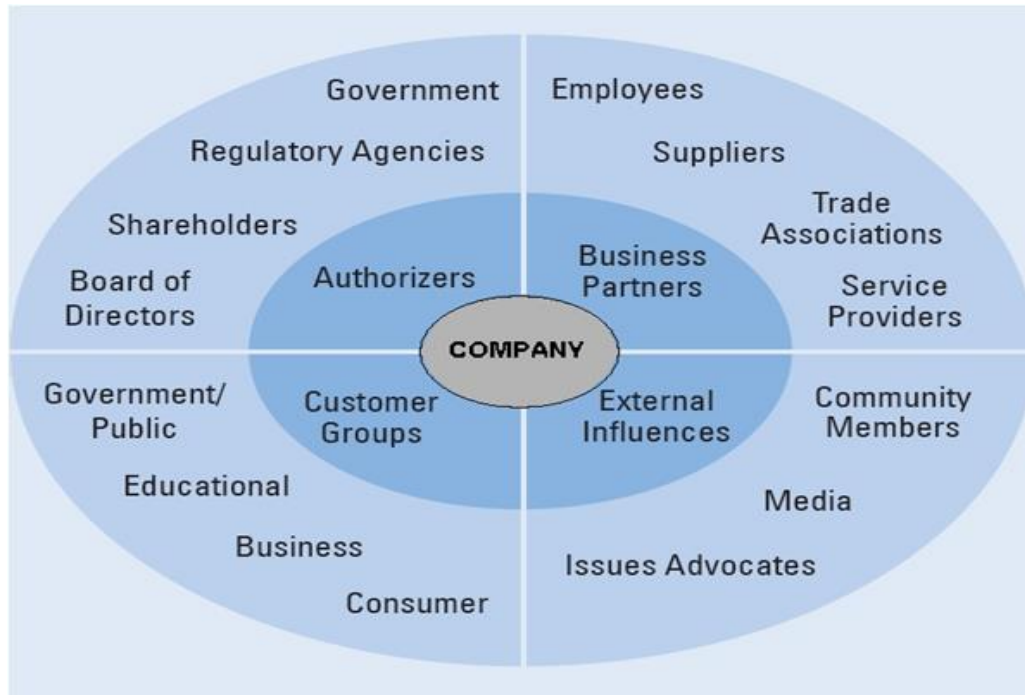 Government
Regulatory Agencies
Shareholders
Board of
Directors
Authorizers
Employees
Suppliers
Trade
Associations
Service
Providers
Business
Partners
COMPANY
Customer
Groups
Government/
Public
Educational
Business
Consumer
External
Influences
Community
Members
Media
Issues Advocates